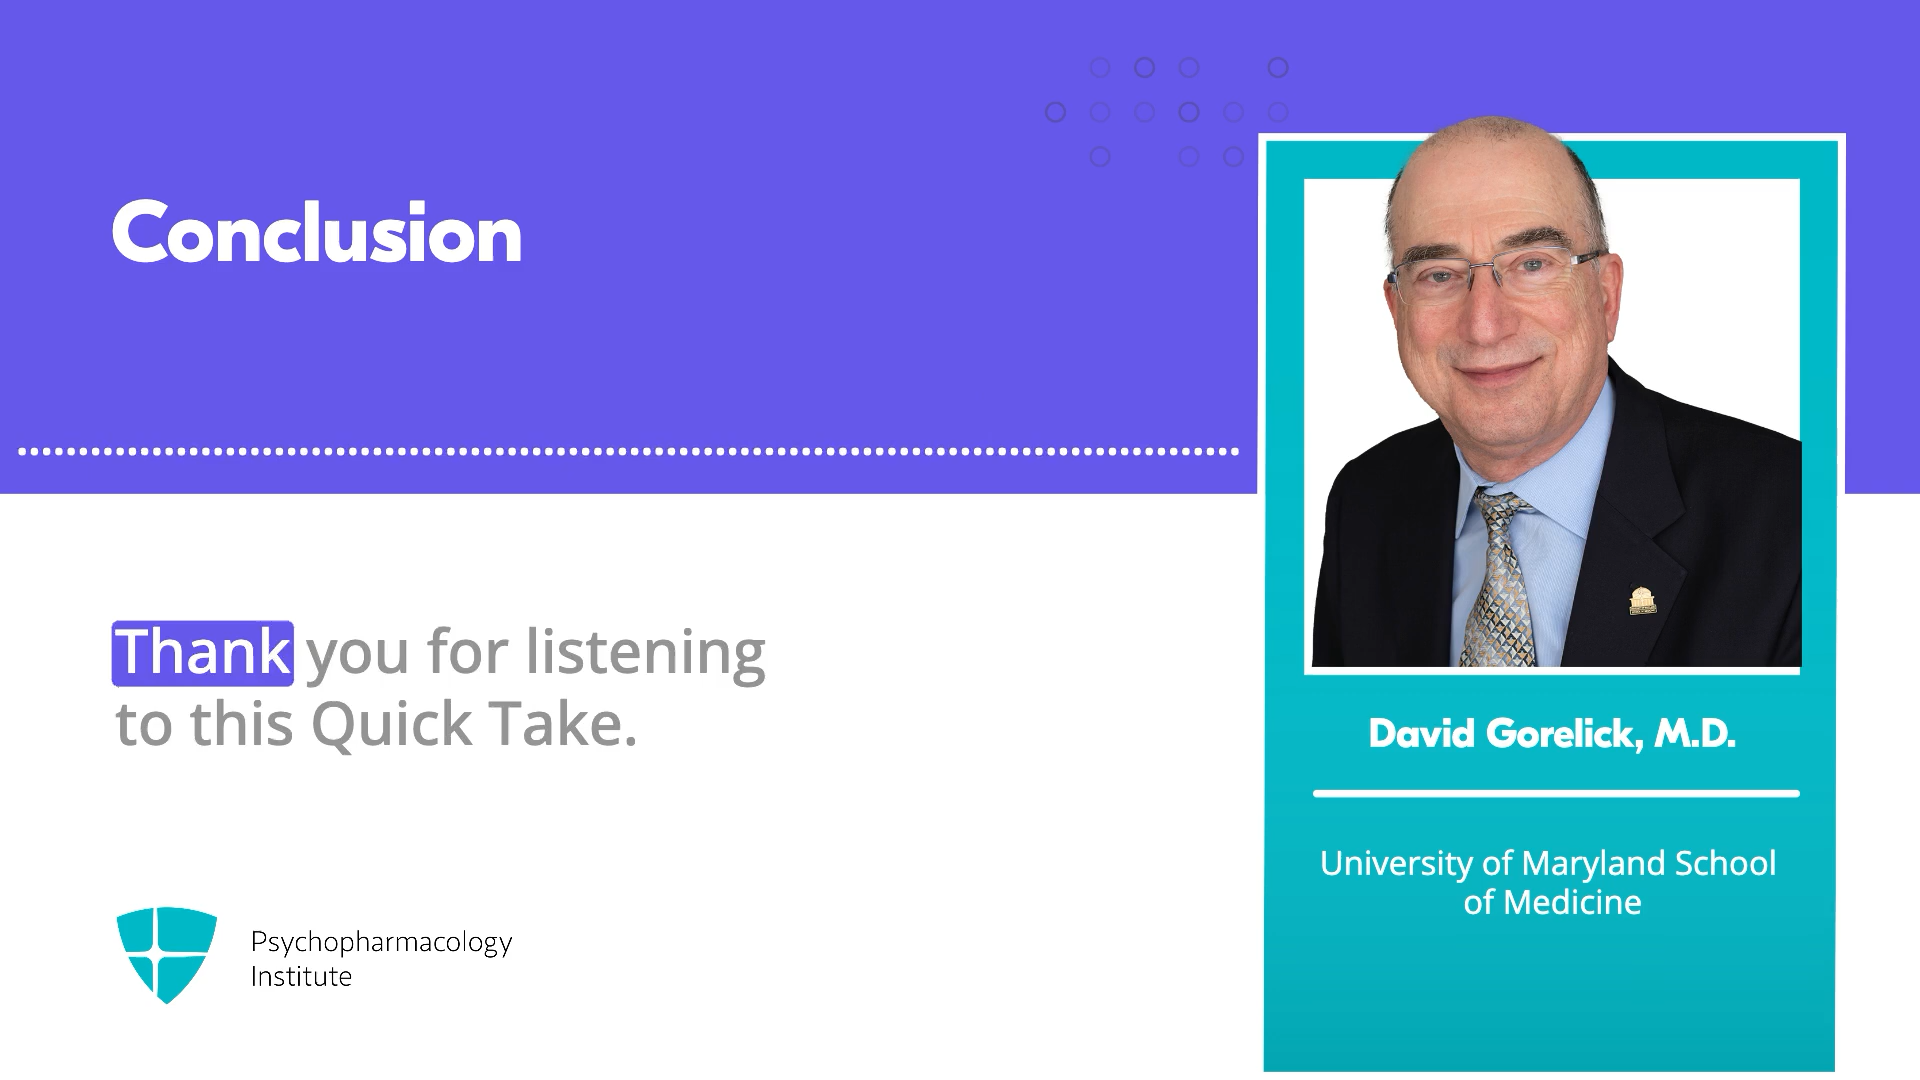 Conclusion
Thank you for listening
to this Quick Take.
Psychopharmacology
Institute
David Gorelick, M.D.
University of Maryland School
of Medicine